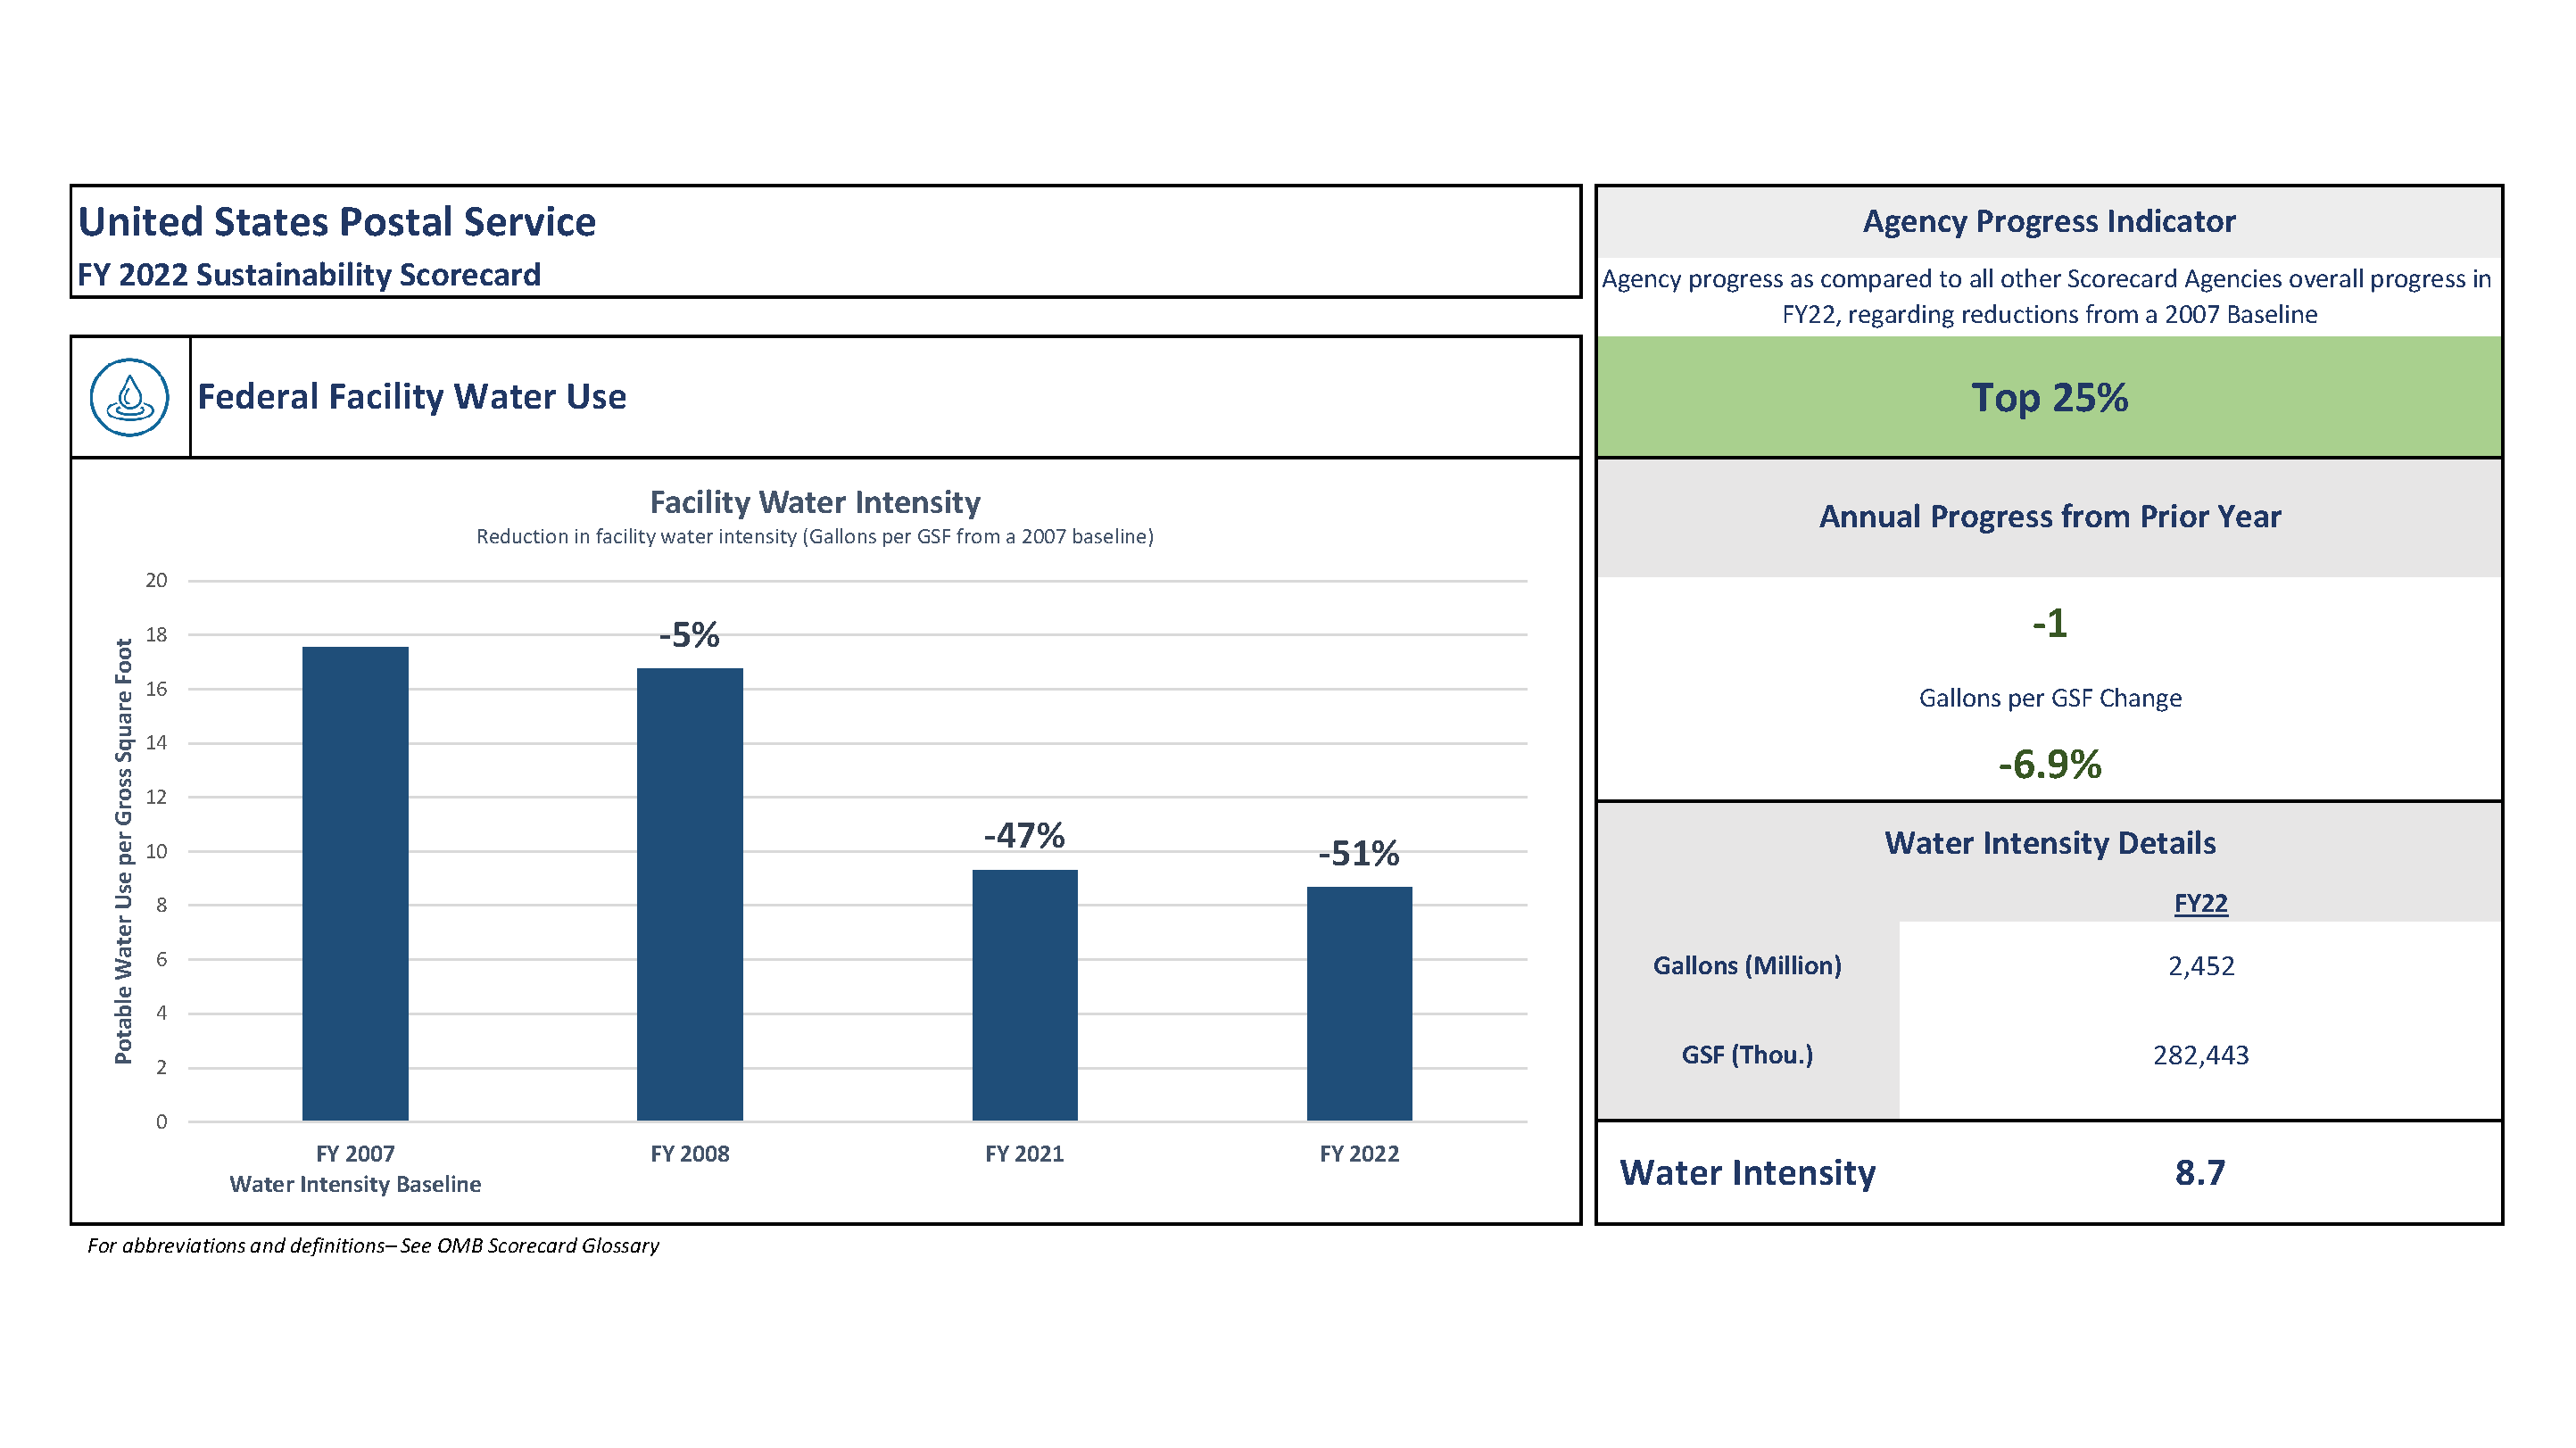 United States Postal Service
FY 2022 Sustainability Scorecard
Federal Facility Water Use
Facility Water Intensity
Reduction in facility water intensity (Gallons per GSF from a 2007 baseline)
Potable Water Use per Gross Square Foot
20
18
16
14
12
10
8
6
4
2
0
-5%
-47%
-51%
FY 2007
FY 2008
FY 2021
FY 2022
Water Intensity Baseline
For abbreviations and definitions– See OMB Scorecard Glossary
Agency Progress Indicator
Agency progress as compared to all other Scorecard Agencies overall progress in
FY22, regarding reductions from a 2007 Baseline
Top 25%
Annual Progress from Prior Year
-1
Gallons per GSF Change
-6.9%
Water Intensity Details
FY22
Gallons (Million) 2,452
GSF (Thou.) 282,443
Water Intensity 8.7